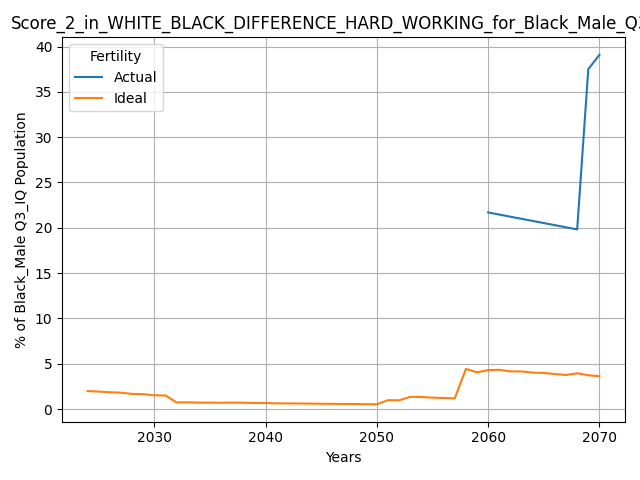 Score_2_in_WHITE_BLACK_DIFFERENCE_HARD_WORKING_for_Black_Male_Q3
Fertility
Actual
Ideal
% of Black_Male Q3_IQ Population
40
35
30
25
20
15
10
5
0
2030 2040 2050 2060 2070
Years